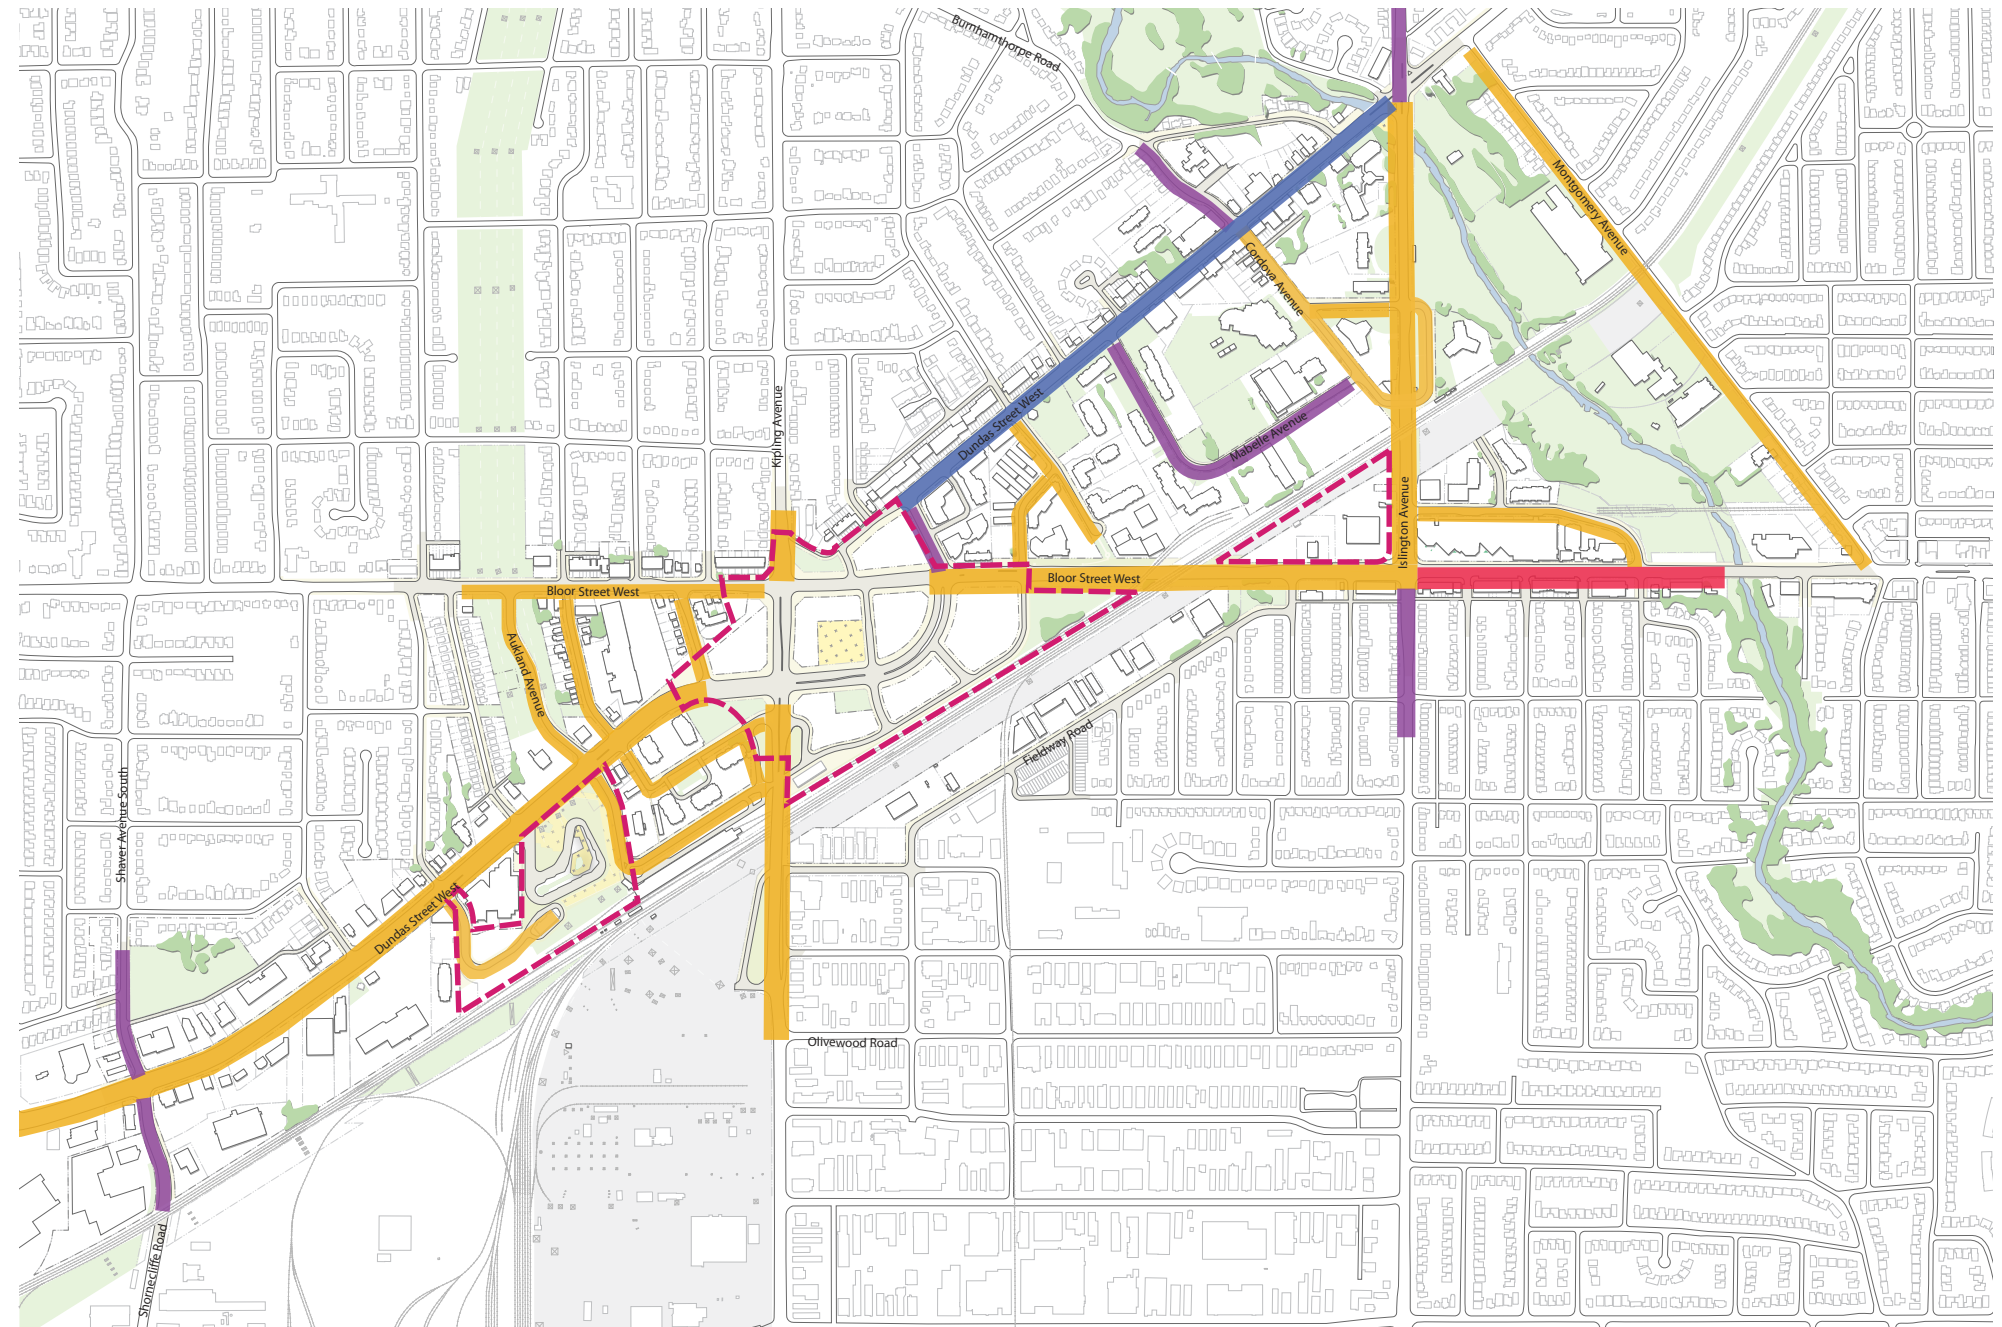 Burnhamthorpe Road
Montgomery Avenue
Cordova Avenue
Kipling Avenue
Dundas Street West
Mabelle Avenue
Islington Avenue
Bloor Street West
Bloor Street West
Aukland Avenue
Fieldway Road
Shaver Avenue South
Dundas Street West
Olivewood Road
Shorncliffe Road